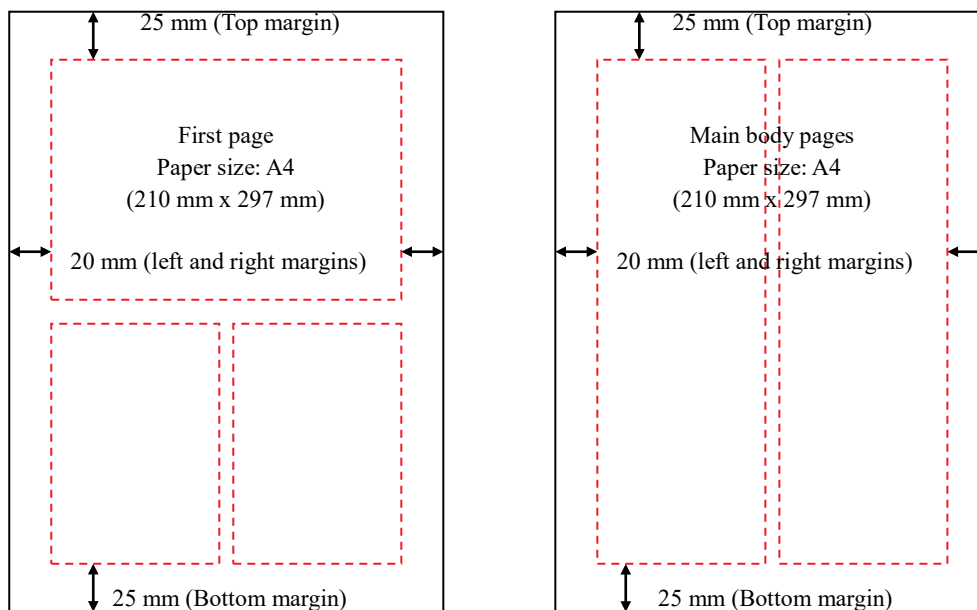 25 mm (Top margin)
First page
Paper size: A4
(210 mm x 297 mm)
20 mm (left and right margins)
25 mm (Bottom margin)
25 mm (Top margin)
Main body pages
Paper size: A4
(210 mm x 297 mm)
20 mm (left and right margins)
25 mm (Bottom margin)